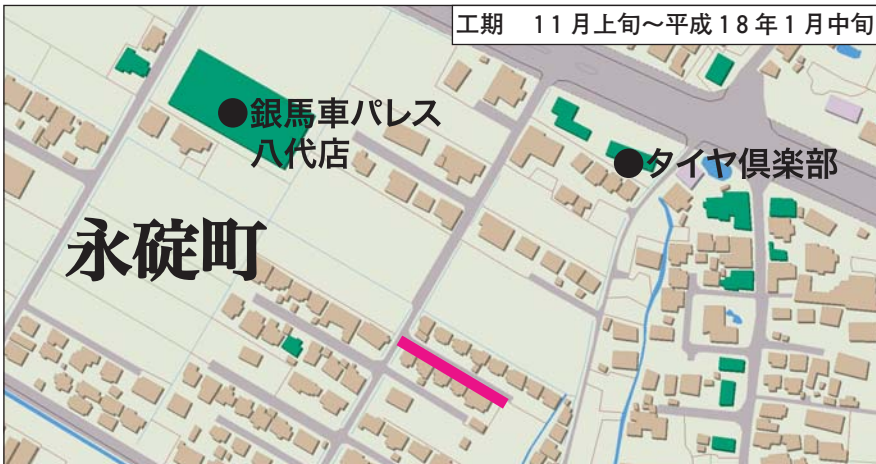 工期　11月上旬〜平成18年1月中旬
●銀馬車パレス
八代店
●タイヤ倶楽部
永碇町